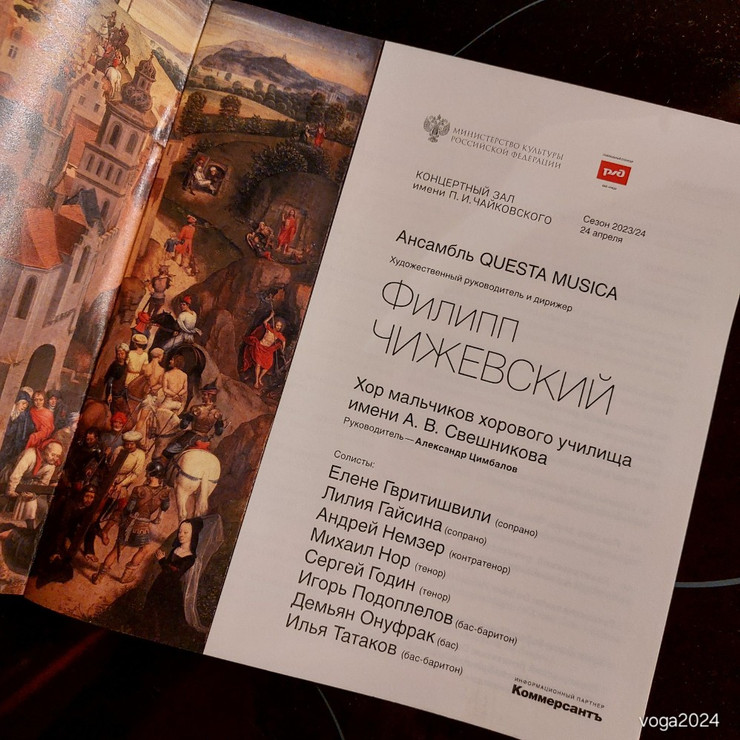 МИНИСТЕРСТВО КУЛЬТУРЫ
РОССИЙСКОЙ ФЕДЕРАЦИИ
РЖД
КОНЦЕРТНЫЙ ЗАЛ
ИМЕНИ П. И. ЧАЙКОВСКОГО
Сезон 2023/24
24 апреля
Ансамбль QUESTA MUSICA
Художественный руководитель и дирижер
ФИЛИПП
ЧИЖЕВСКИЙ
Хор мальчиков хорового училища
имени А. В. Свешникова
Руководитель — Александр Цимбалов
Солисты:
Елене Гвритишвили (сопрано)
Лилия Гайсина (сопрано)
Андрей Немзер (контратенор)
Михаил Нор (тенор)
Сергей Годин (тенор)
Игорь Подоплелов (бас-баритон)
Демьян Онуфрак (бас)
Илья Татаков (бас-баритон)
ИНФОРМАЦИОННЫЙ ПАРТНЕР
Коммерсантъ
voga2024